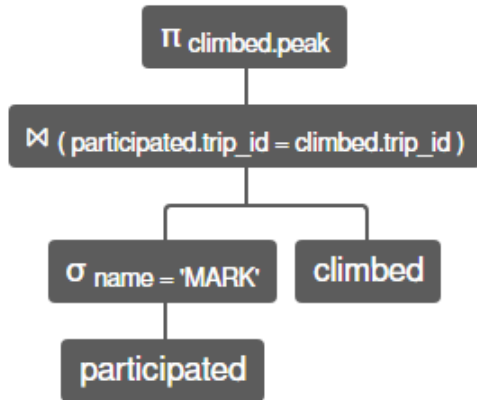 π climbed.peak
⋈ ( participated.trip_id = climbed.trip_id )
σ name = 'MARK'
climbed
participated